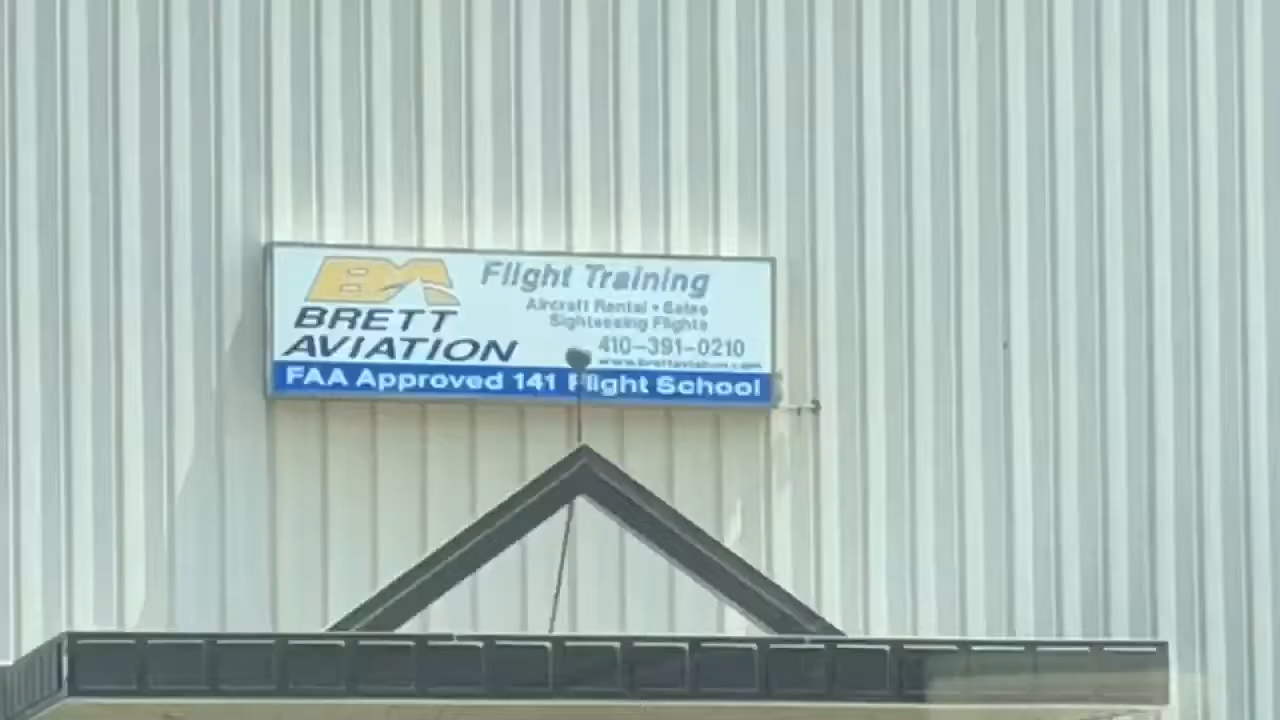 BA
Flight Training
BRETT
AVIATION
Aircraft Rental • Sales
Sightseeing Flights
410-391-0210
www.brettaviation.com
FAA Approved 141 Flight School